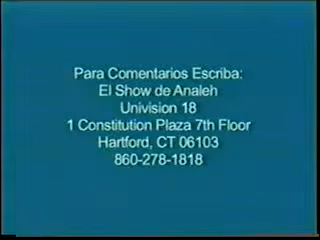 Para Comentarios Escriba:
El Show de Analeh
Univision 18
1 Constitution Plaza 7th Floor
Hartford, CT 06103
860-278-1818